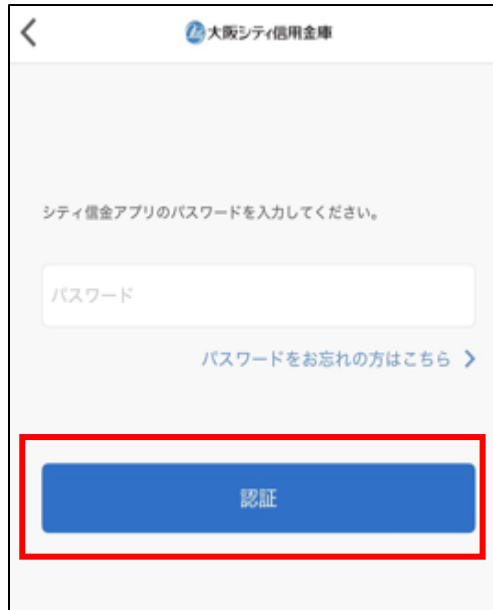 大阪シティ信用金庫
シティ信金アプリのパスワードを入力してください。
パスワード
パスワードをお忘れの方はこちら
認証